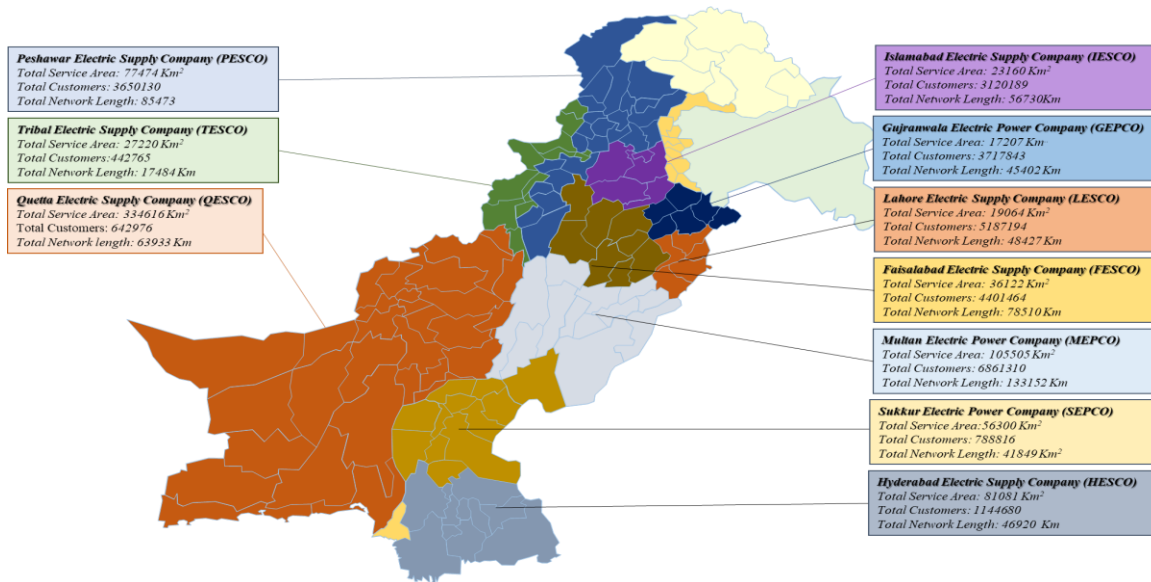 Peshawar Electric Supply Company (PESCO)
Total Service Area: 77474 Km²
Total Customers: 3650130
Total Network Length: 85473
Tribal Electric Supply Company (TESCO)
Total Service Area: 27220 Km²
Total Customers:442765
Total Network Length: 17484 Km
Quetta Electric Supply Company (QESCO)
Total Service Area: 334616 Km²
Total Customers: 642976
Total Network length: 63933 Km
Islamabad Electric Supply Company (IESCO)
Total Service Area: 23160 Km²
Total Customers: 3120189
Total Network Length: 56730Km
Gujranwala Electric Power Company (GEPCO)
Total Service Area: 17207 Km
Total Customers: 3717843
Total Network Length: 45402 Km
Lahore Electric Supply Company (LESCO)
Total Service Area: 19064 Km²
Total Customers: 5187194
Total Network Length: 48427 Km
Faisalabad Electric Supply Company (FESCO)
Total Service Area: 36122 Km²
Total Customers: 4401464
Total Network Length: 78510 Km
Multan Electric Power Company (MEPCO)
Total Service Area: 105505 Km²
Total Customers: 6861310
Total Network Length: 133152 Km
Sukkur Electric Power Company (SEPCO)
Total Service Area:56300 Km²
Total Customers: 788816
Total Network Length: 41849 Km²
Hyderabad Electric Supply Company (HESCO)
Total Service Area: 81081 Km²
Total Customers: 1144680
Total Network Length: 46920 Km